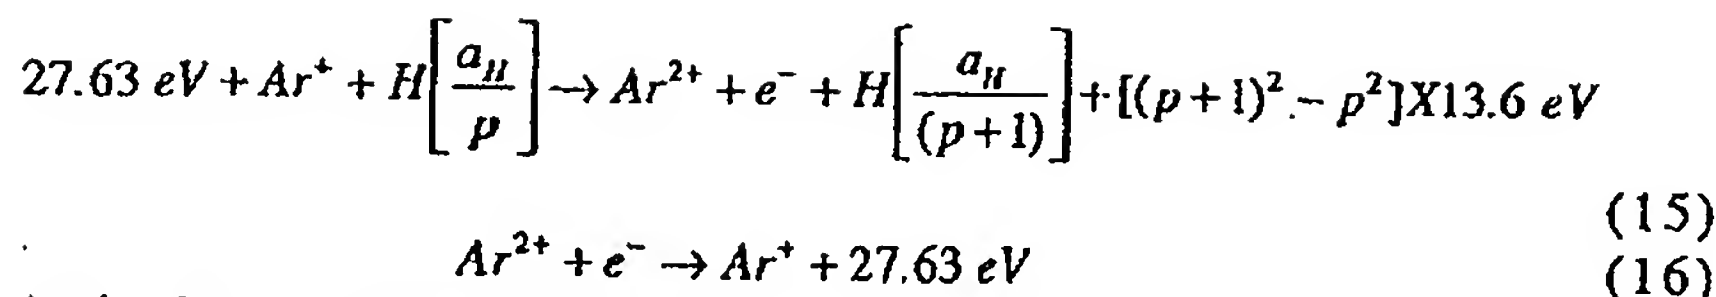 27.63 eV + Ar⁺ + H[a_H/p] → Ar²⁺ + e⁻ + H[a_H/(p+1)] + [(p+1)² - p²]X13.6 eV
(15)
Ar²⁺ + e⁻ → Ar⁺ + 27.63 eV
(16)